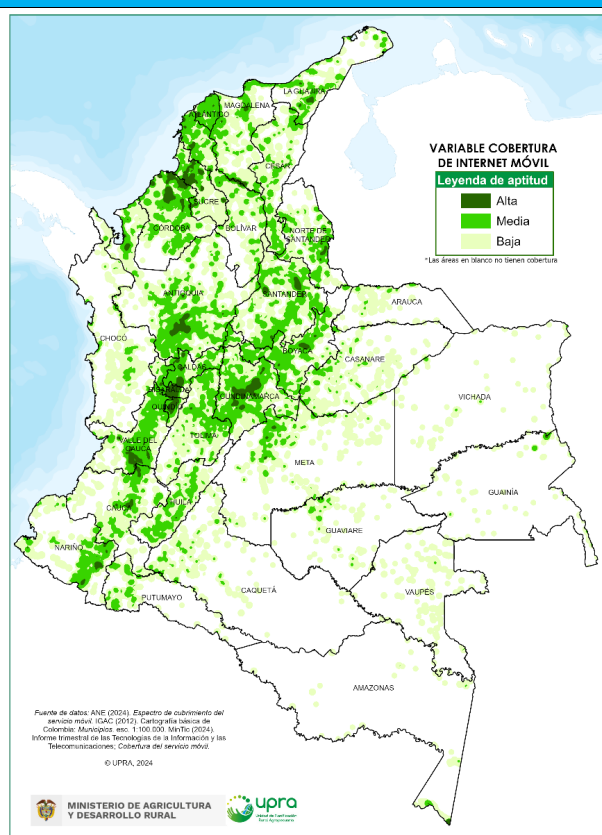 LA GUAJIRA
MAGDALENA
ATLÁNTICO
CESAR
VARIABLE COBERTURA
DE INTERNET MÓVIL
Leyenda de aptitud
Alta
Media
Baja
*Las áreas en blanco no tienen cobertura
SUCRE
CÓRDOBA
BOLÍVAR
NORTE DE
SANTANDER
ANTIOQUIA
SANTANDER
ARAUCA
CHOCÓ
BOYACÁ
CASANARE
CALDAS
RISARALDA
CUNDINAMARCA
VICHADA
QUINDÍO
VALLE DEL
CAUCA
TOLIMA
META
GUAINÍA
CAUCA
HUILA
GUAVIARE
NARIÑO
CAQUETÁ
VAUPÉS
PUTUMAYO
AMAZONAS
Fuente de datos: ANE (2024). Espectro de cubrimiento del
servicio móvil. IGAC (2012). Cartografía básica de
Colombia: Municipios. esc. 1:100.000. MinTic (2024).
Informe trimestral de las Tecnologías de la Información y las
Telecomunicaciones; Cobertura del servicio móvil.
© UPRA, 2024
MINISTERIO DE AGRICULTURA
Y DESARROLLO RURAL
upra
Unidad de Planificación
Rural Agropecuaria